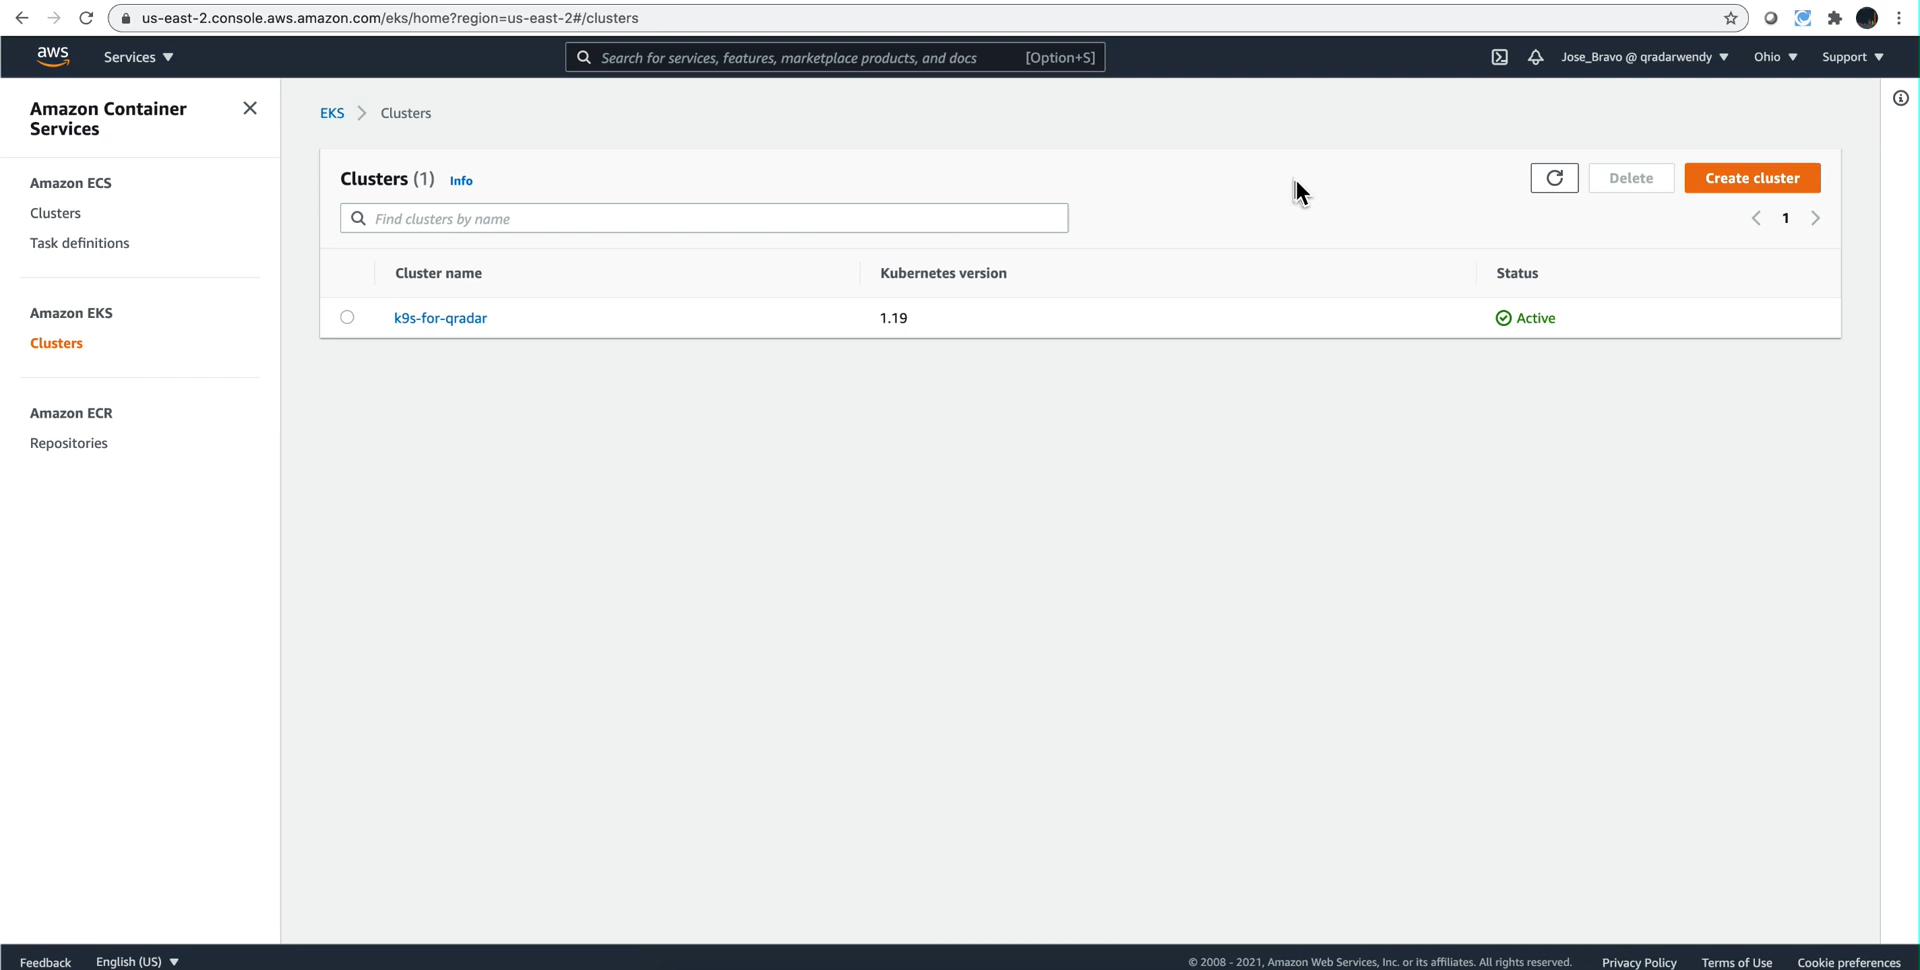 us-east-2.console.aws.amazon.com/eks/home?region=us-east-2#/clusters
aws
Services
Search for services, features, marketplace products, and docs
[Option+S]
Jose_Bravo @ qradarwendy
Ohio
Support
Amazon Container
Services
Amazon ECS
Clusters
Task definitions
Amazon EKS
Clusters
Amazon ECR
Repositories
EKS
Clusters
Clusters (1) Info
Delete
Create cluster
Find clusters by name
1
Cluster name
Kubernetes version
Status
k9s-for-qradar
1.19
Active
Feedback
English (US)
© 2008 - 2021, Amazon Web Services, Inc. or its affiliates. All rights reserved.
Privacy Policy
Terms of Use
Cookie preferences